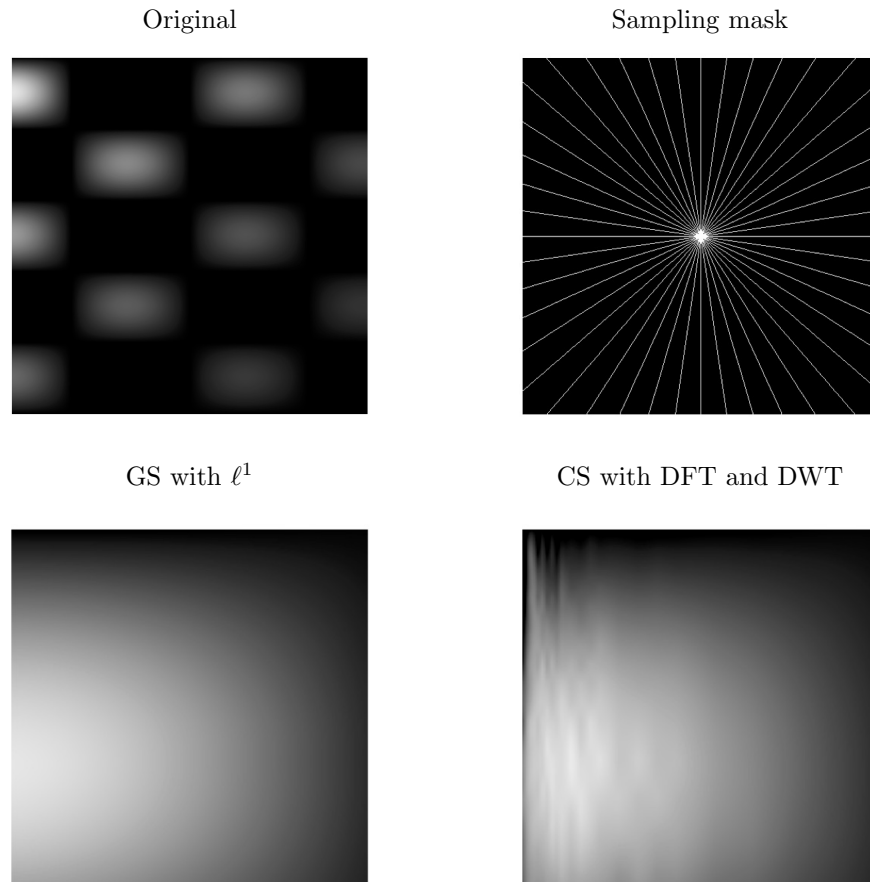 Original
Sampling mask
GS with ℓ¹
CS with DFT and DWT